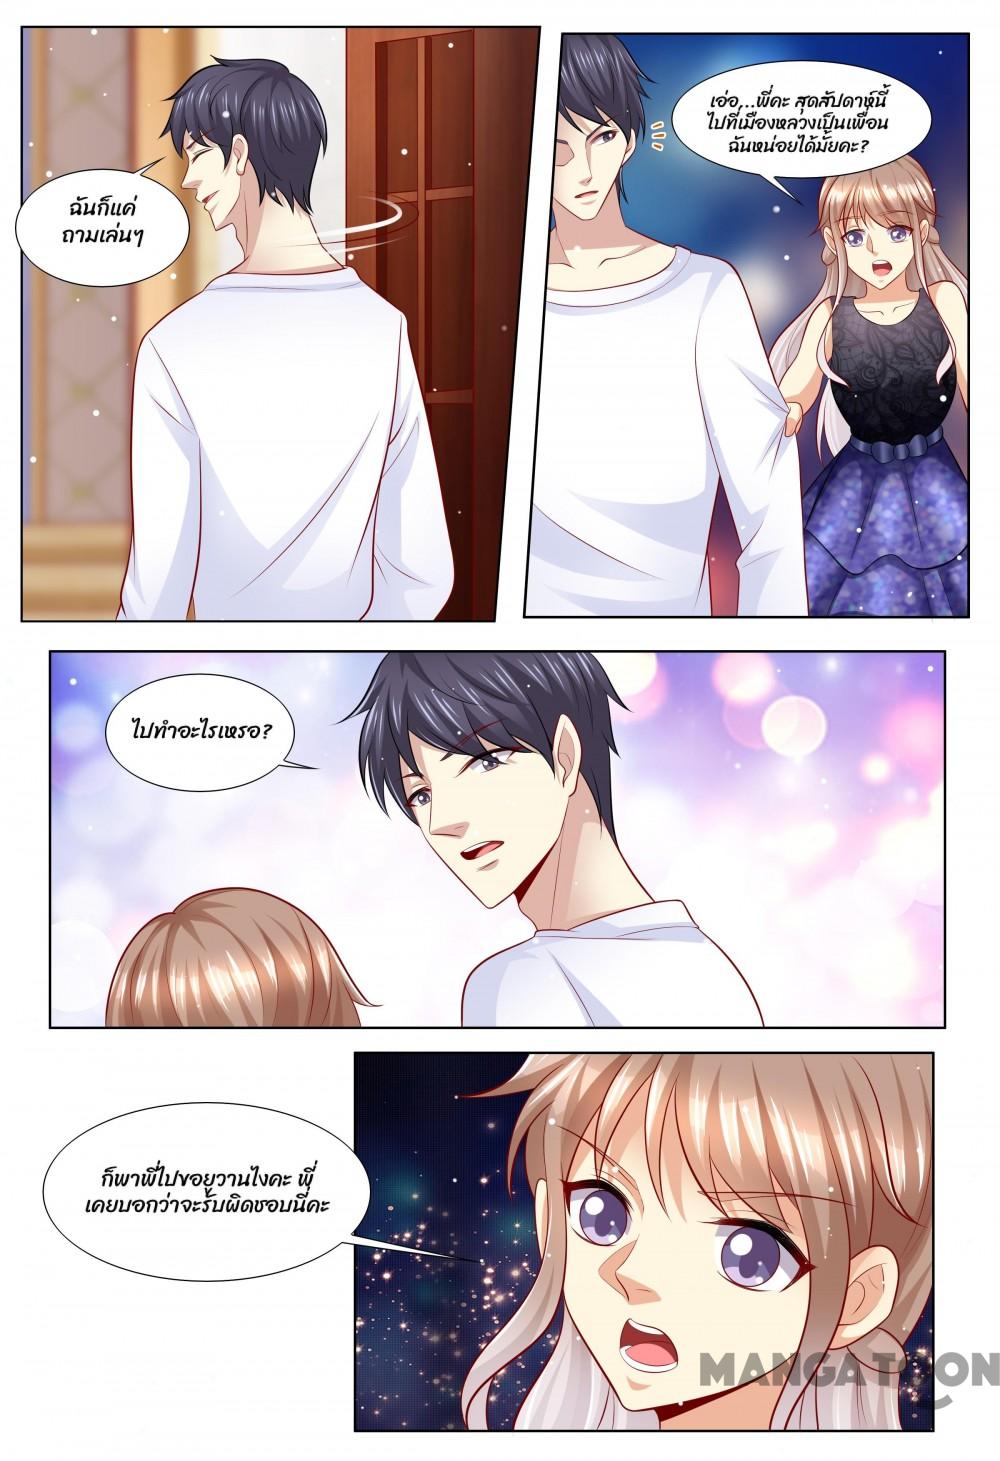 ฉันก็แค่
ถามเล่นๆ
เอ่อ...พี่คะ สุดสัปดาห์นี้
ไปที่เมืองหลวงเป็นเพื่อน
ฉันหน่อยได้มั้ยคะ?
ไปทำอะไรเหรอ?
ก็พาพี่ไปขอยูวานไงคะ พี่
เคยบอกว่าจะรับผิดชอบนี่คะ
MANGATOON